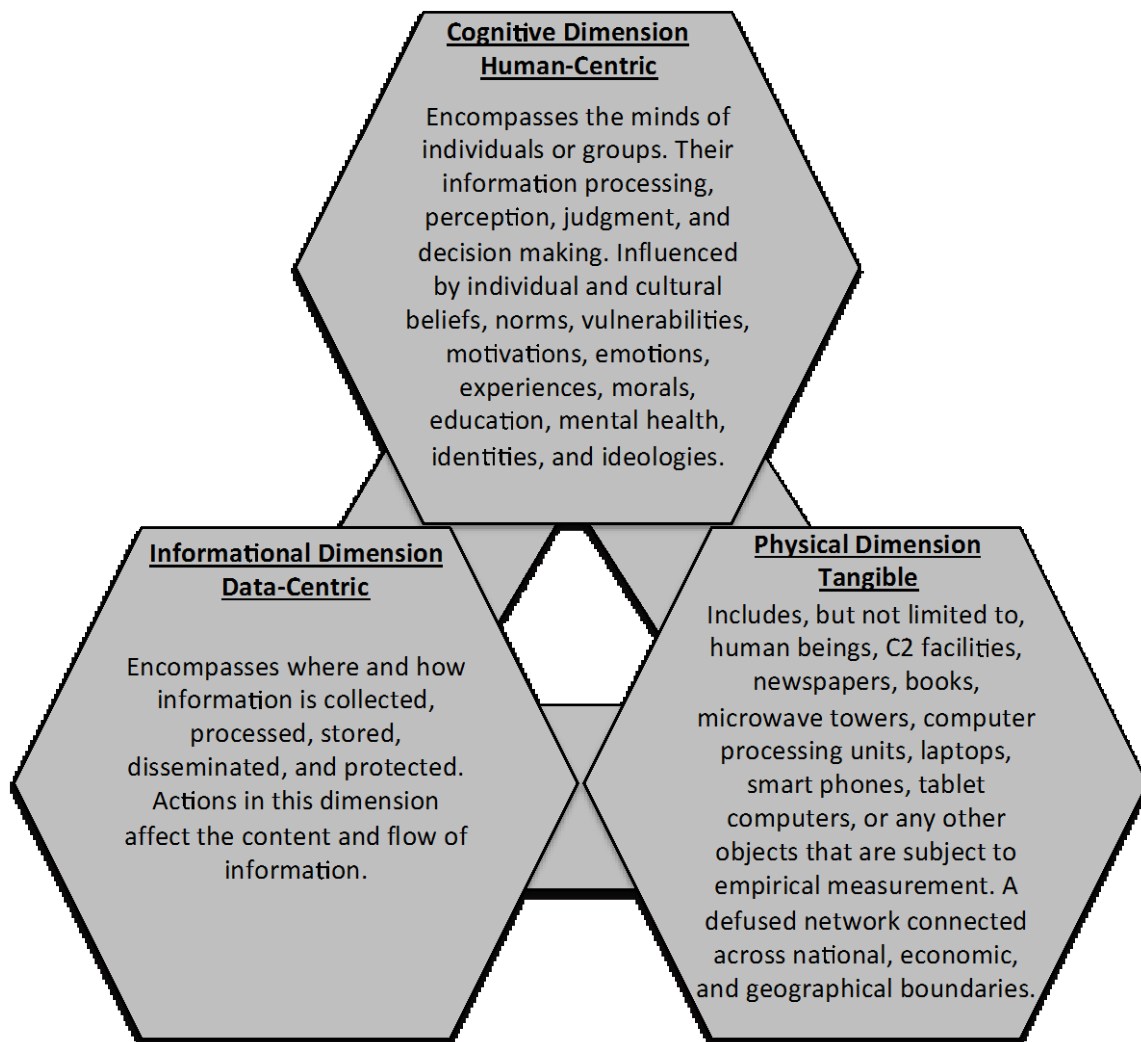 Cognitive Dimension
Human-Centric
Encompasses the minds of
individuals or groups. Their
information processing,
perception, judgment, and
decision making. Influenced
by individual and cultural
beliefs, norms, vulnerabilities,
motivations, emotions,
experiences, morals,
education, mental health,
identities, and ideologies.
Informational Dimension
Data-Centric
Encompasses where and how
information is collected,
processed, stored,
disseminated, and protected.
Actions in this dimension
affect the content and flow of
information.
Physical Dimension
Tangible
Includes, but not limited to,
human beings, C2 facilities,
newspapers, books,
microwave towers, computer
processing units, laptops,
smart phones, tablet
computers, or any other
objects that are subject to
empirical measurement. A
defused network connected
across national, economic,
and geographical boundaries.